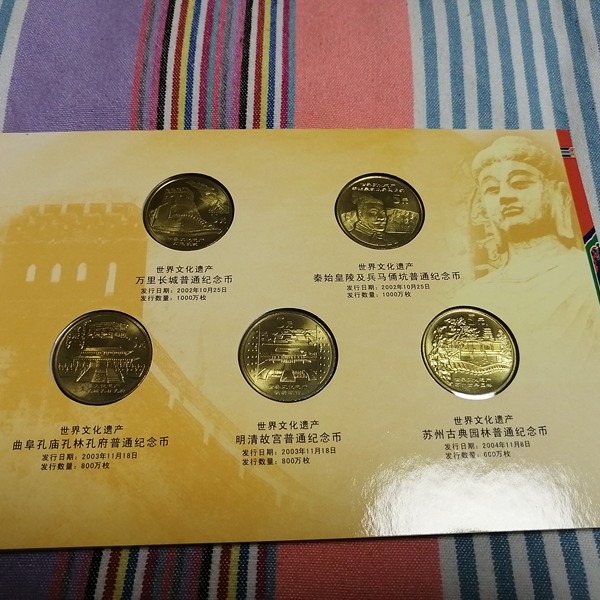 世界文化遗产
万里长城普通纪念币
发行日期：2002年10月25日
发行数量：1000万枚
世界文化遗产
秦始皇陵及兵马俑坑普通纪念币
发行日期：2002年10月25日
发行数量：1000万枚
世界文化遗产
曲阜孔庙孔林孔府普通纪念币
发行日期：2003年11月18日
发行数量：800万枚
世界文化遗产
明清故宫普通纪念币
发行日期：2003年11月18日
发行数量：800万枚
世界文化遗产
苏州古典园林普通纪念币
发行日期：2004年11月8日
发行数量：600万枚